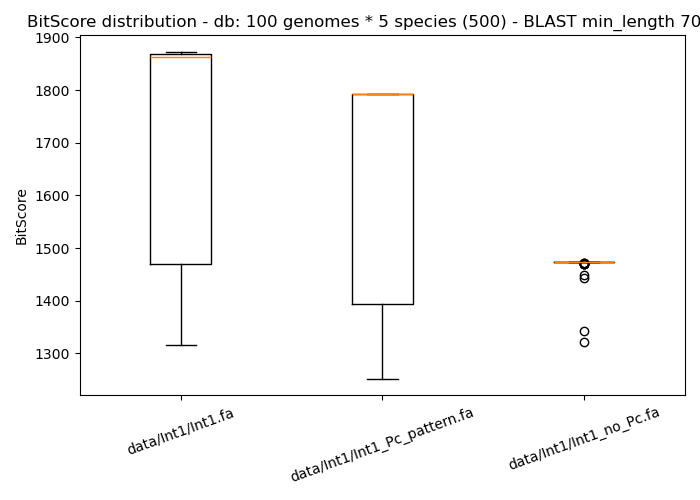 BitScore distribution - db: 100 genomes * 5 species (500) - BLAST min_length 70
1900
1800
1700
1600
1500
1400
1300
BitScore
data/Int1/Int1.fa
data/Int1/Int1_Pc_pattern.fa
data/Int1/Int1_no_Pc.fa